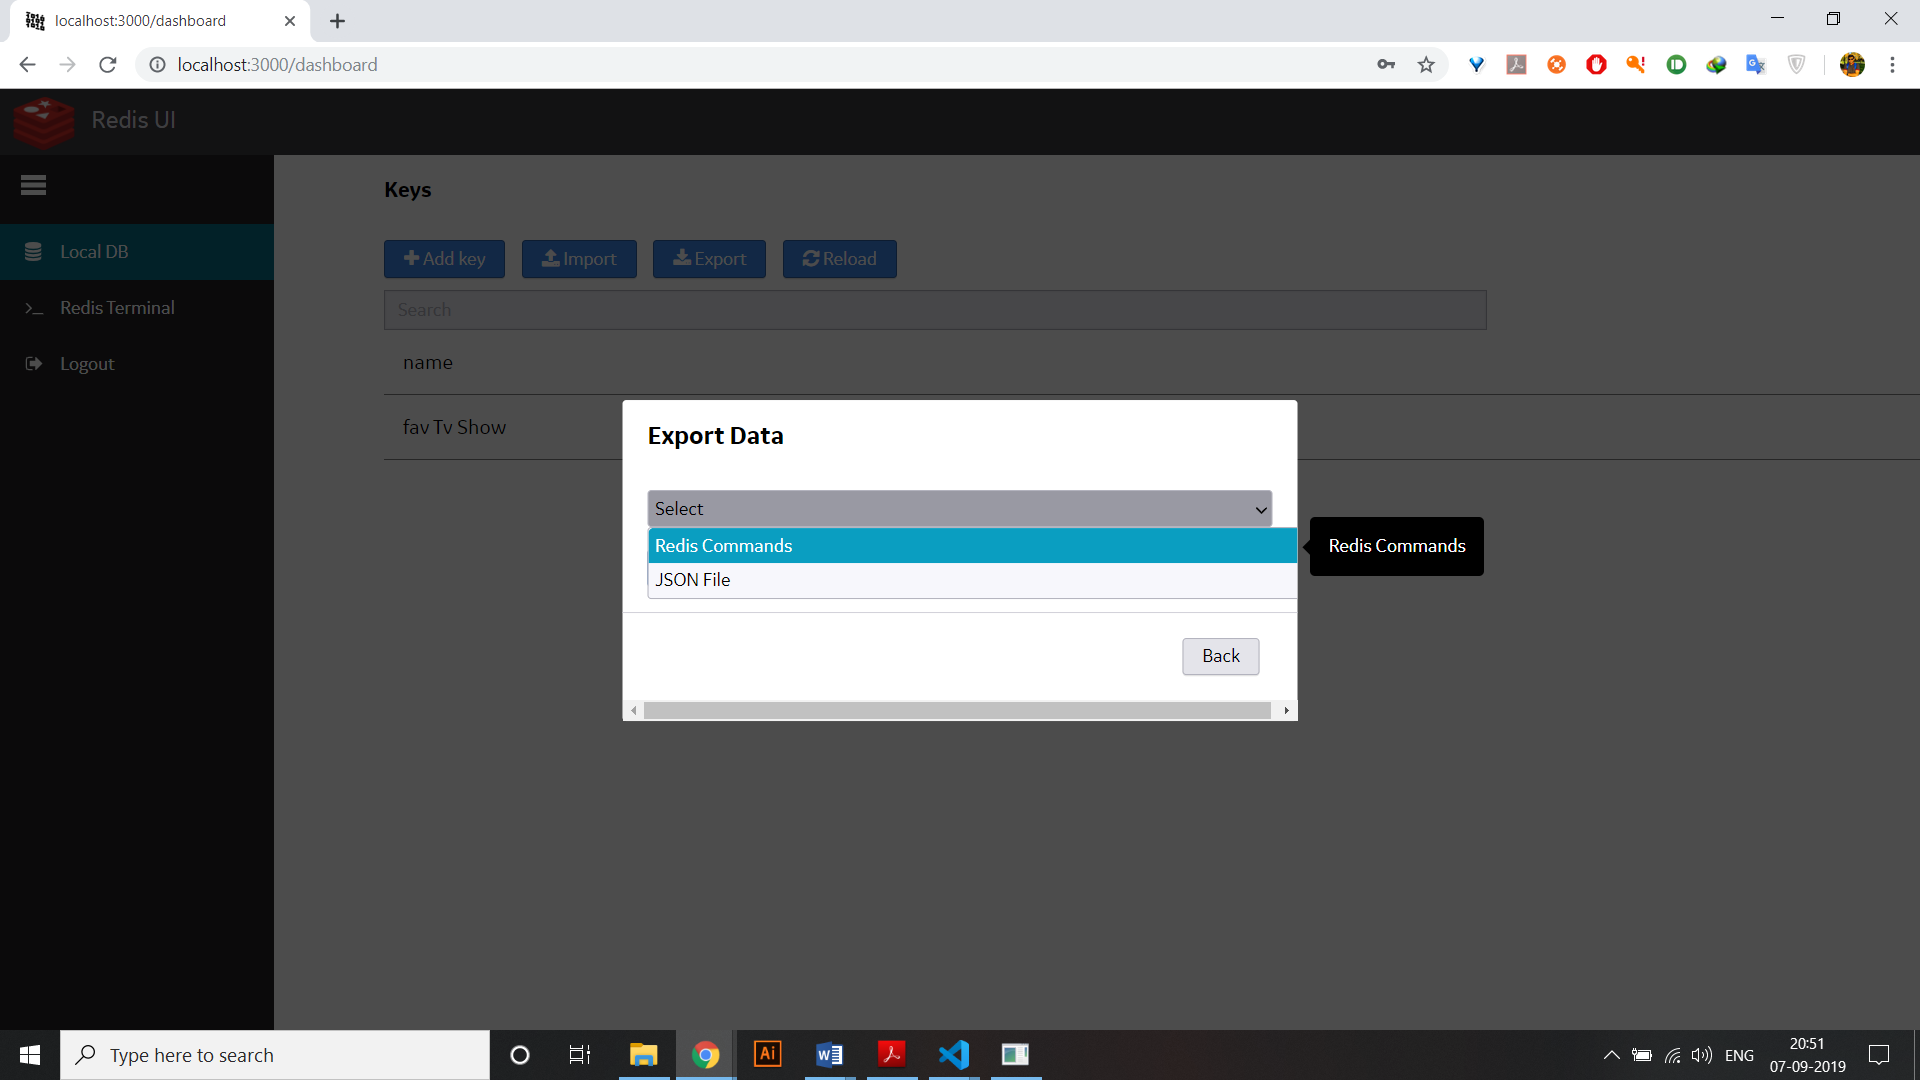 localhost:3000/dashboard
localhost:3000/dashboard
Redis UI
Local DB
Redis Terminal
Logout
Keys
Add key Import Export Reload
Search
name
fav Tv Show
Export Data
Select
Redis Commands
JSON File
Redis Commands
Back
Type here to search
Ai
ENG
20:51
07-09-2019